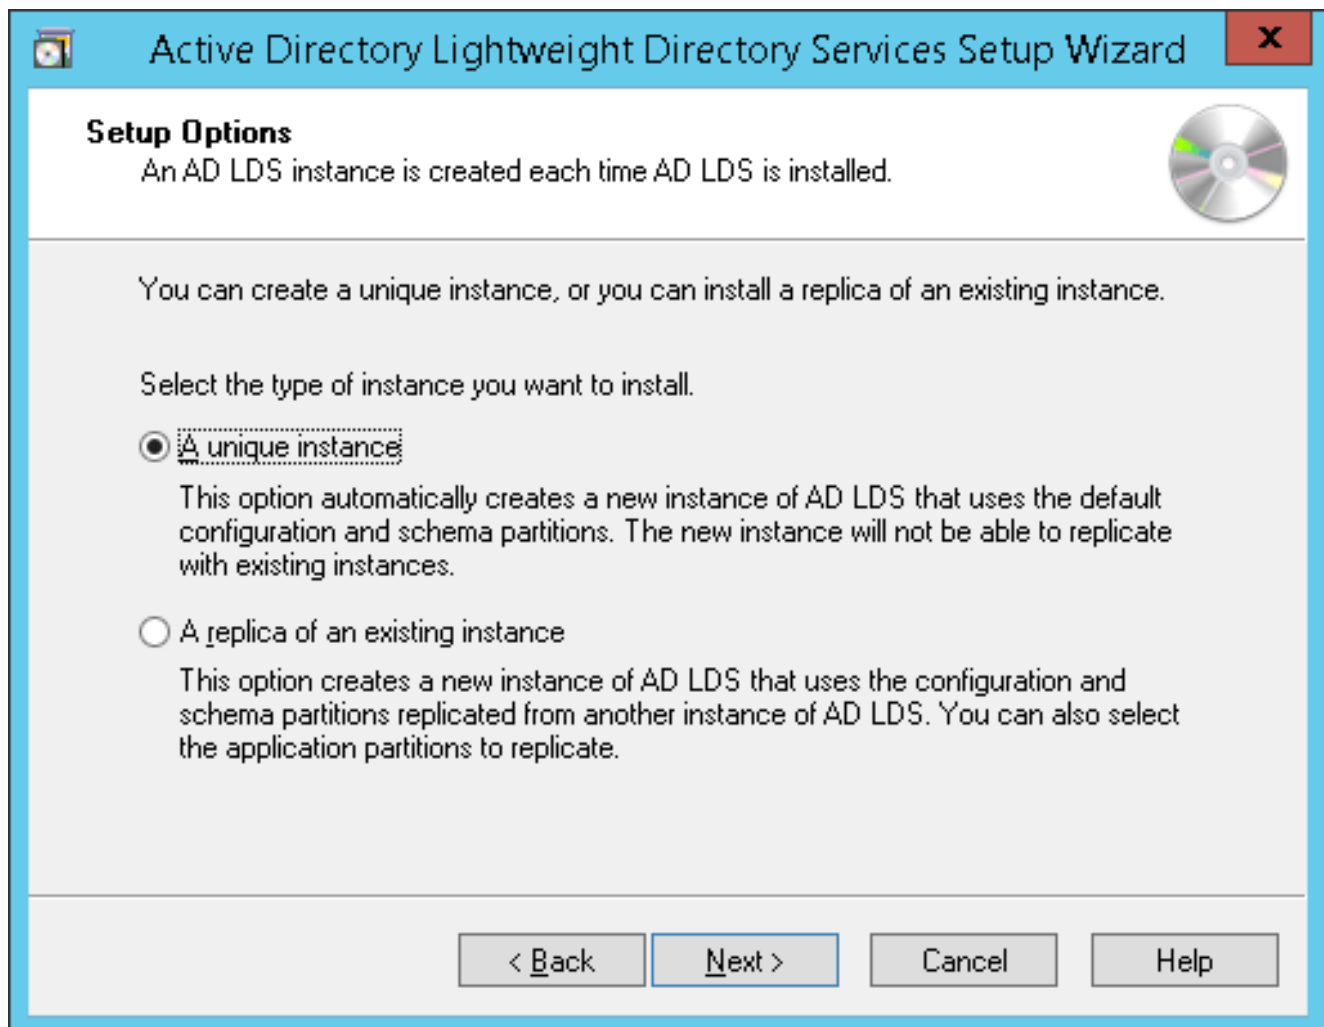 Active Directory Lightweight Directory Services Setup Wizard
x
Setup Options
An AD LDS instance is created each time AD LDS is installed.
You can create a unique instance, or you can install a replica of an existing instance.
Select the type of instance you want to install.
A unique instance
This option automatically creates a new instance of AD LDS that uses the default
configuration and schema partitions. The new instance will not be able to replicate
with existing instances.
A replica of an existing instance
This option creates a new instance of AD LDS that uses the configuration and
schema partitions replicated from another instance of AD LDS. You can also select
the application partitions to replicate.
< Back Next > Cancel Help